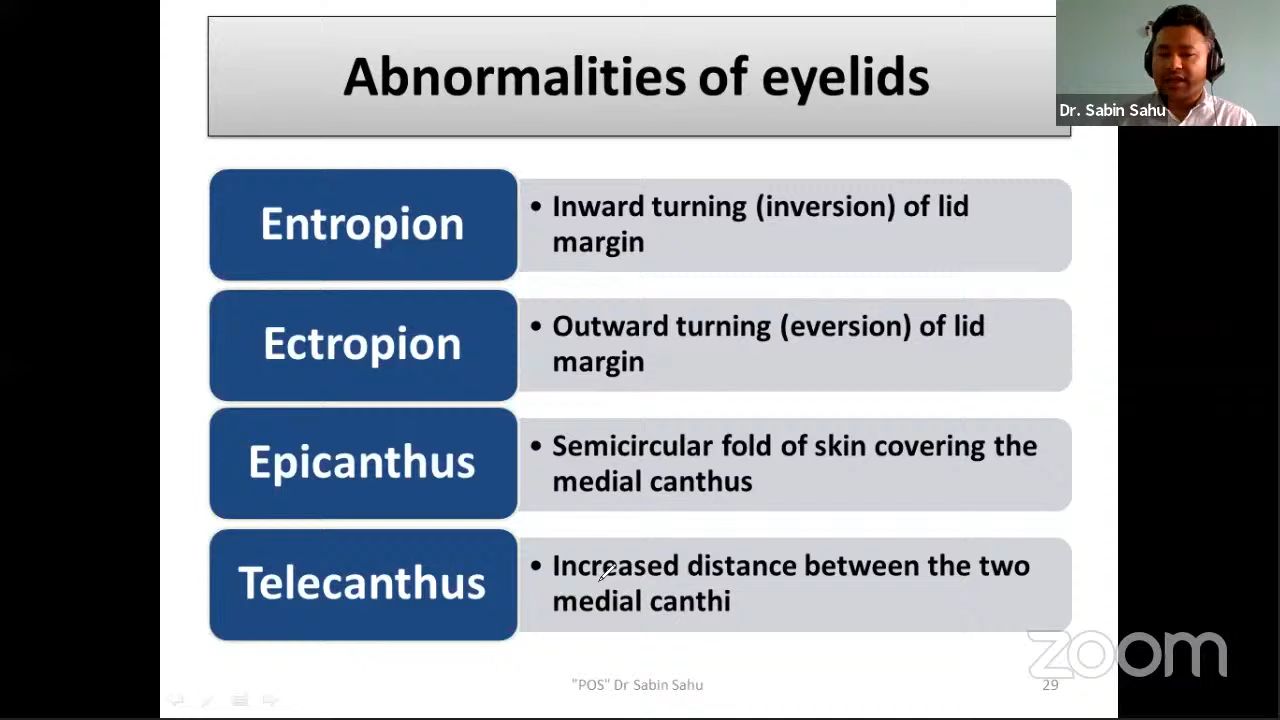 Abnormalities of eyelids
Dr. Sabin Sahu
Entropion
• Inward turning (inversion) of lid
margin
Ectropion
• Outward turning (eversion) of lid
margin
Epicanthus
• Semicircular fold of skin covering the
medial canthus
Telecanthus
• Increased distance between the two
medial canthi
zoom
"POS" Dr Sabin Sahu
29